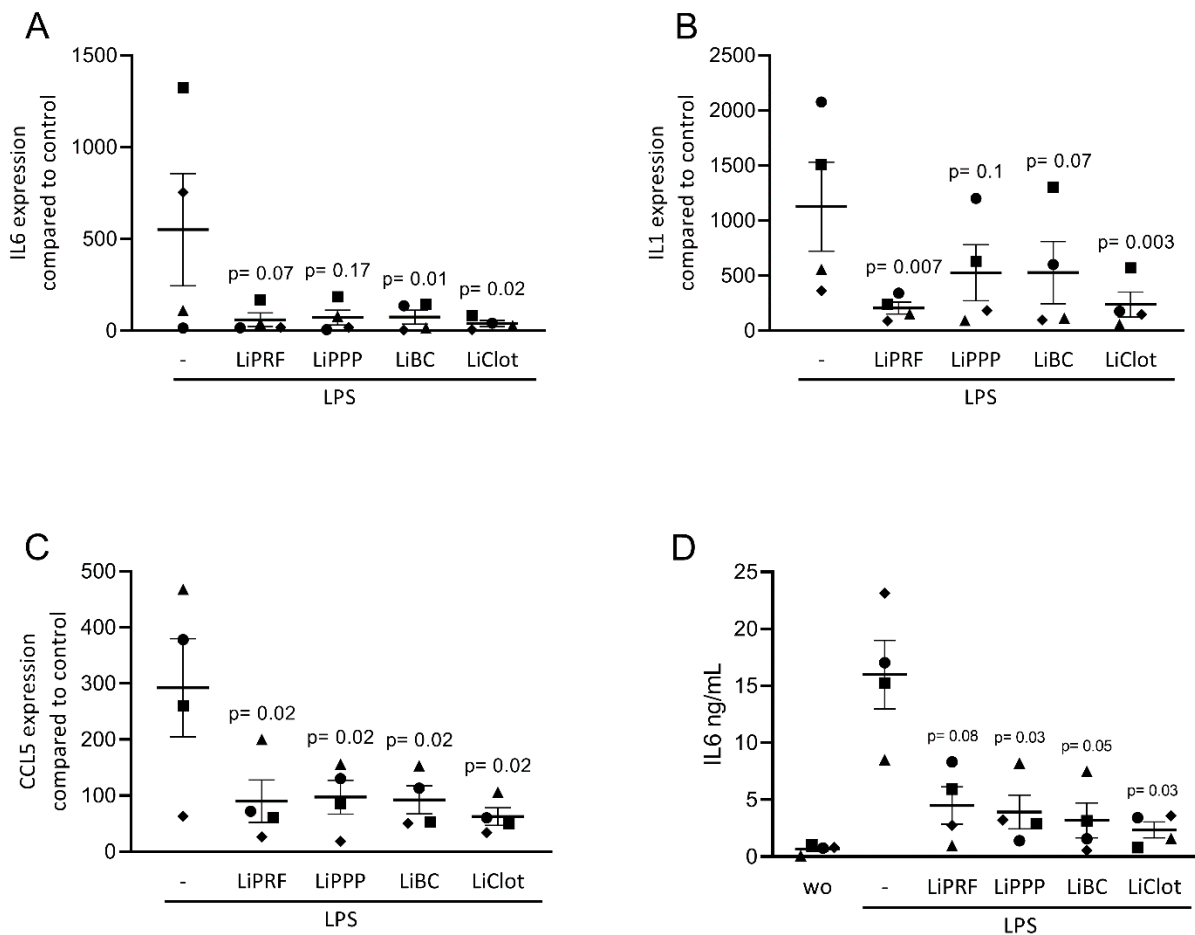 A
IL6 expression
compared to control
1500
1000
500
0
p= 0.07
p= 0.17
p= 0.01
p= 0.02
-
LiPRF
LiPPP
LiBC
LiClot
LPS
B
IL1 expression
compared to control
2500
2000
1500
1000
500
0
p= 0.007
p= 0.1
p= 0.07
p= 0.003
-
LiPRF
LiPPP
LiBC
LiClot
LPS
C
CCL5 expression
compared to control
500
400
300
200
100
0
p= 0.02
p= 0.02
p= 0.02
p= 0.02
-
LiPRF
LiPPP
LiBC
LiClot
LPS
D
IL6 ng/mL
25
20
15
10
5
0
p= 0.08
p= 0.03
p= 0.05
p= 0.03
wo
-
LiPRF
LiPPP
LiBC
LiClot
LPS